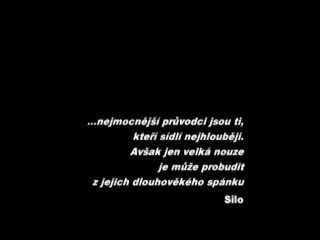 ...nejmocnější průvodci jsou ti,
kteří sídlí nejhlouběji.
Avšak jen velká nouze
je může probudit
z jejich dlouhověkého spánku
Silo